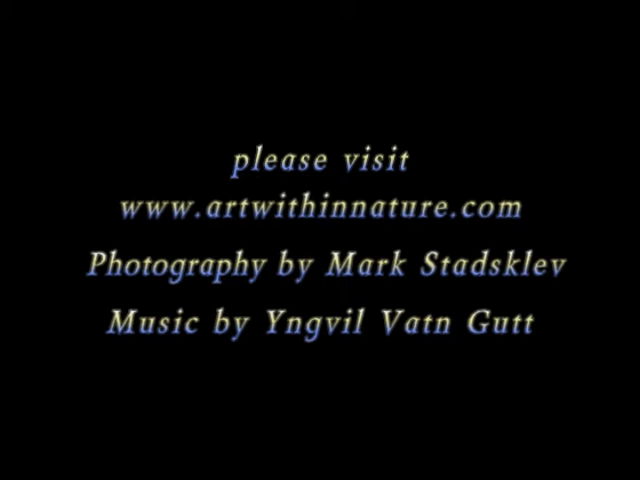 please visit
www.artwithinnature.com
Photography by Mark Stadsklev
Music by Yngvil Vatn Gutt